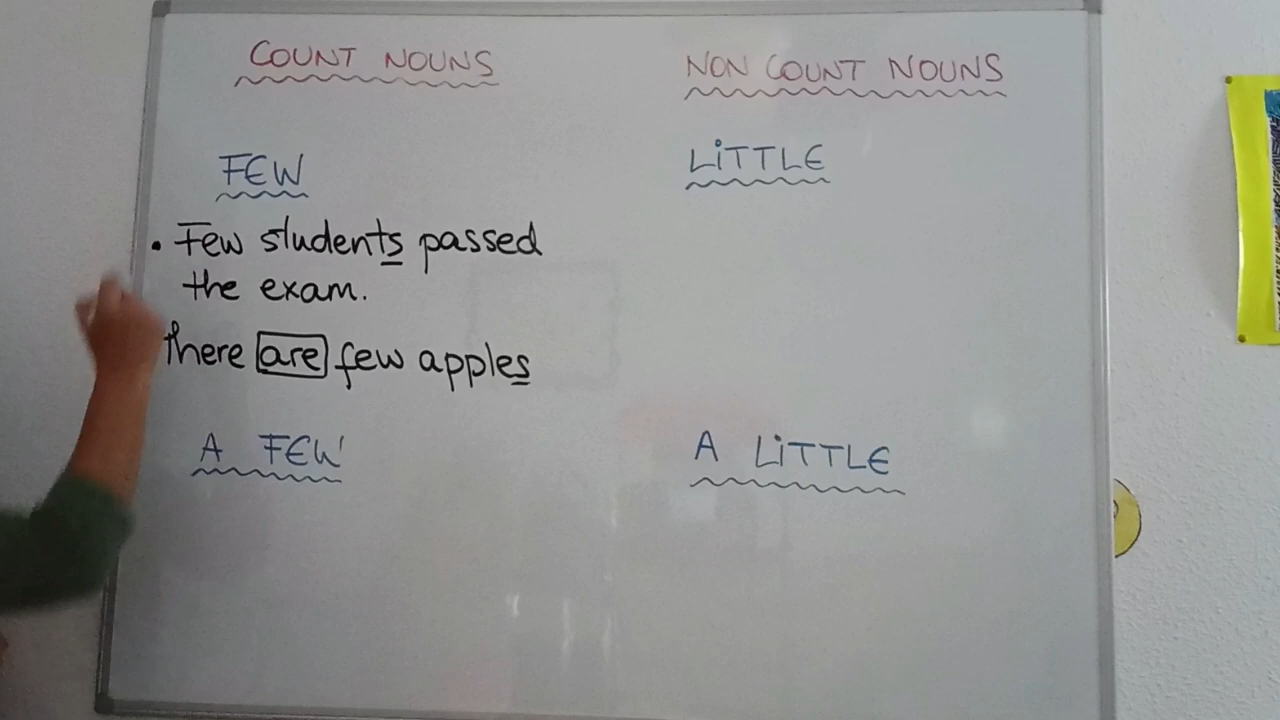 COUNT NOUNS
NON COUNT NOUNS
FEW
LiTTLE
• Few students passed
the exam.
there are few apples
A FEW
A LiTTLE